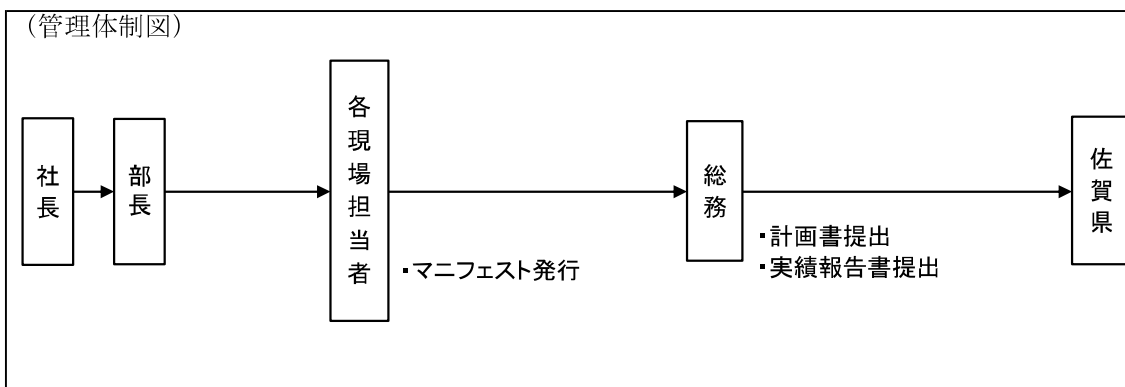 （管理体制図）
社長
部長
各現場担当者
・マニフェスト発行
総務
・計画書提出
・実績報告書提出
佐賀県